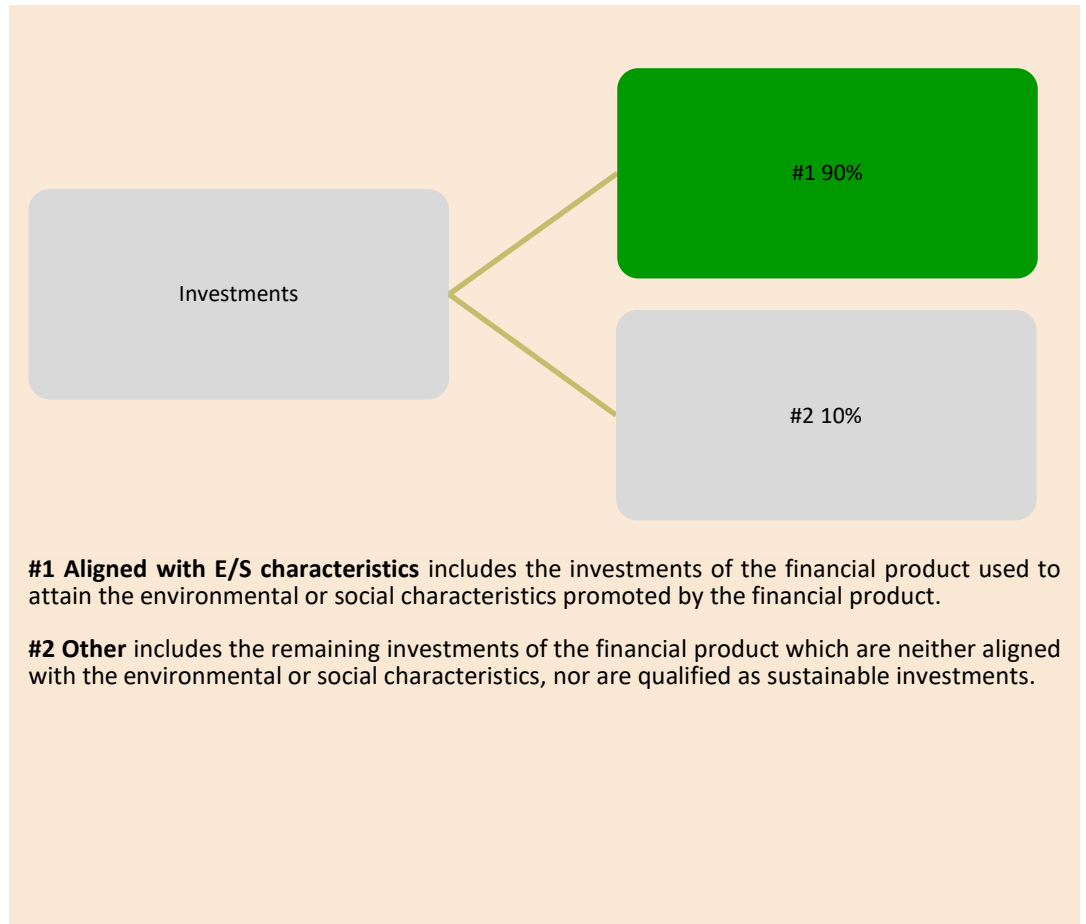 #1 90%
Investments
#2 10%
#1 Aligned with E/S characteristics includes the investments of the financial product used to
attain the environmental or social characteristics promoted by the financial product.
#2 Other includes the remaining investments of the financial product which are neither aligned
with the environmental or social characteristics, nor are qualified as sustainable investments.